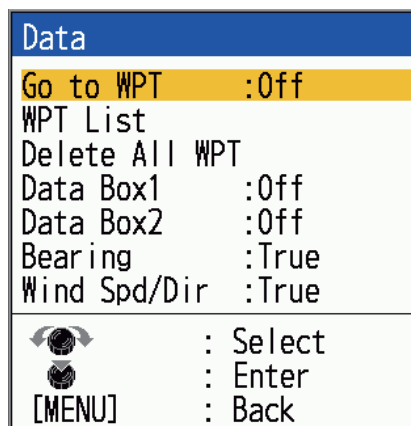 Data
Go to WPT :Off
WPT List
Delete All WPT
Data Box1 :Off
Data Box2 :Off
Bearing :True
Wind Spd/Dir :True
: Select
: Enter
[MENU] : Back